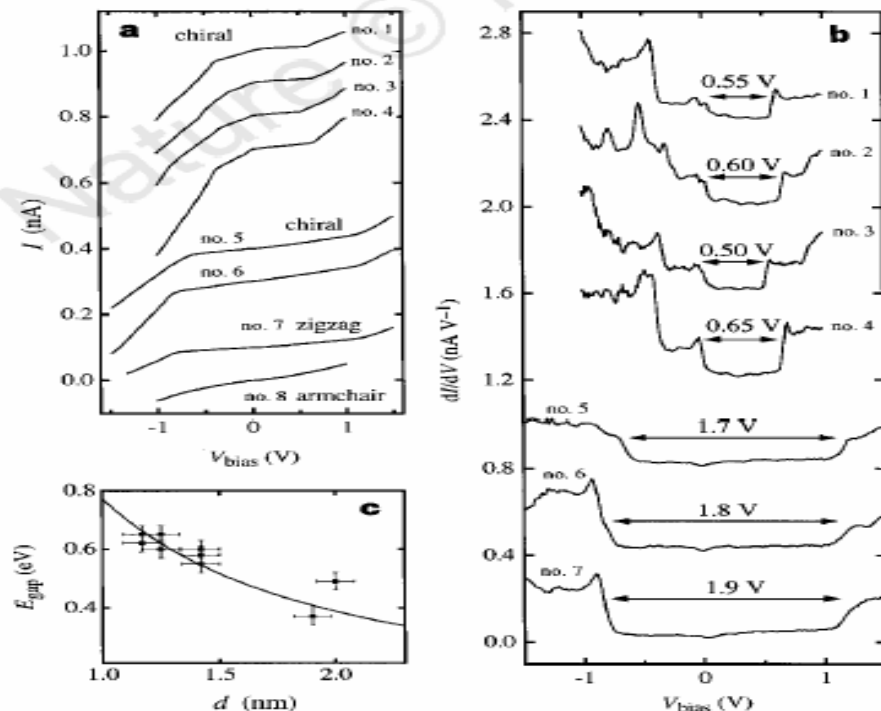 Nature ©
a
chiral
no. 1
no. 2
no. 3
no. 4
chiral
no. 5
no. 6
no. 7 zigzag
no. 8 armchair
1.0
0.8
0.6
0.4
0.2
0.0
I (nA)
-1 0 1
Vbias (V)
c
0.8
0.6
0.4
Egap (eV)
1.0 1.5 2.0
d (nm)
b
2.8
2.4
2.0
1.6
1.2
0.8
0.4
0.0
dI/dV (nA V⁻¹)
0.55 V
no. 1
0.60 V
no. 2
0.50 V
no. 3
0.65 V
no. 4
no. 5
1.7 V
no. 6
1.8 V
no. 7
1.9 V
-1 0 1
Vbias (V)